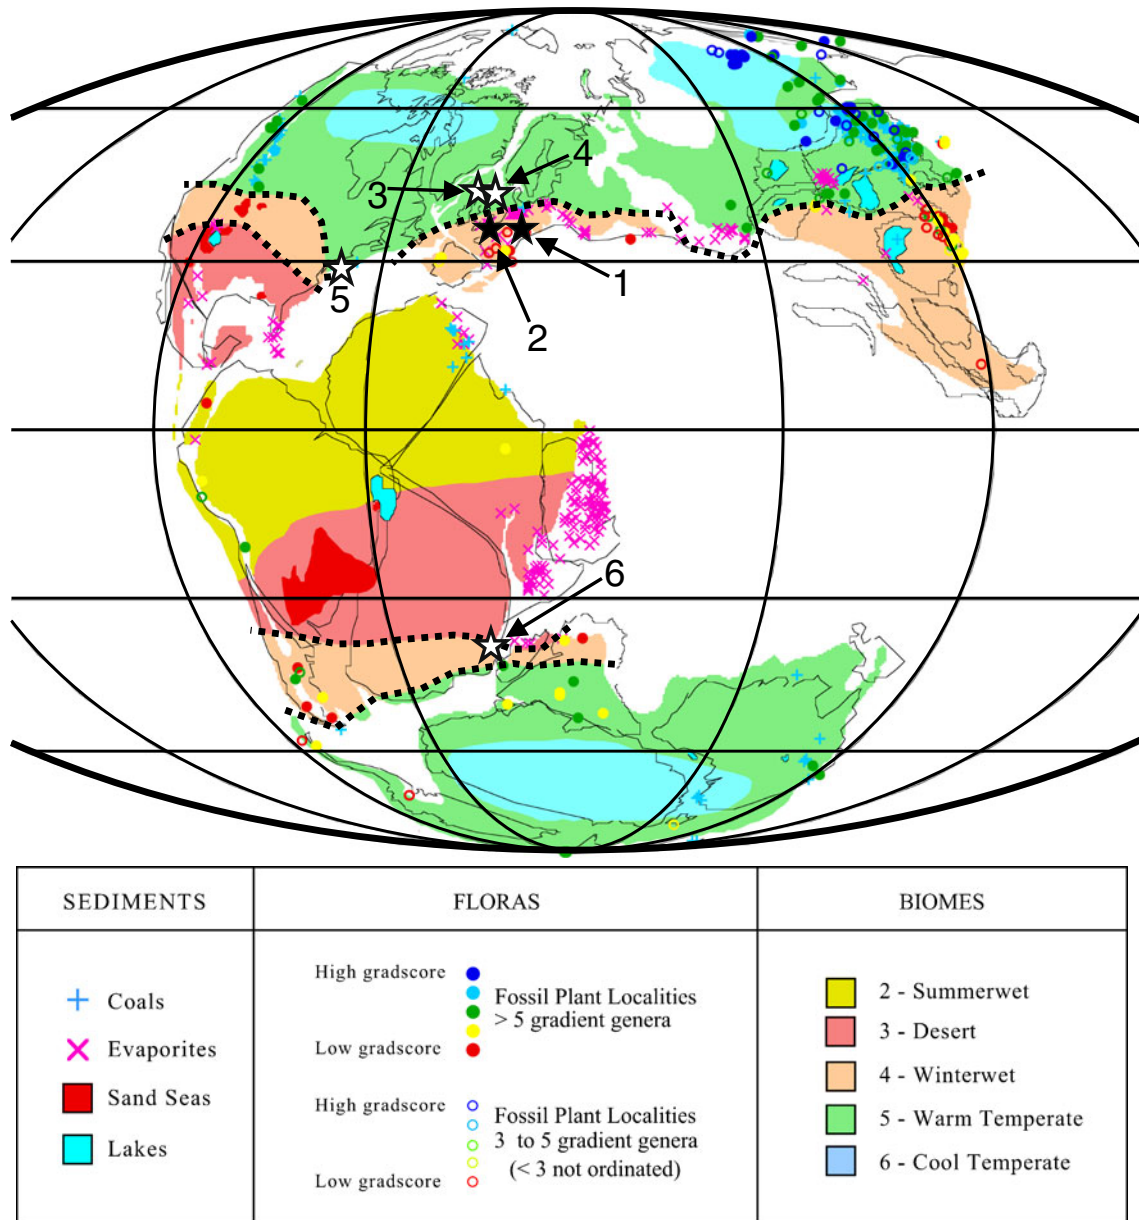 4
3
1
5
2
6
SEDIMENTS
FLORAS
BIOMES
Coals
Evaporites
Sand Seas
Lakes
High gradscore
Fossil Plant Localities
> 5 gradient genera
Low gradscore
High gradscore
Fossil Plant Localities
3 to 5 gradient genera
(< 3 not ordinated)
Low gradscore
2 - Summerwet
3 - Desert
4 - Winterwet
5 - Warm Temperate
6 - Cool Temperate